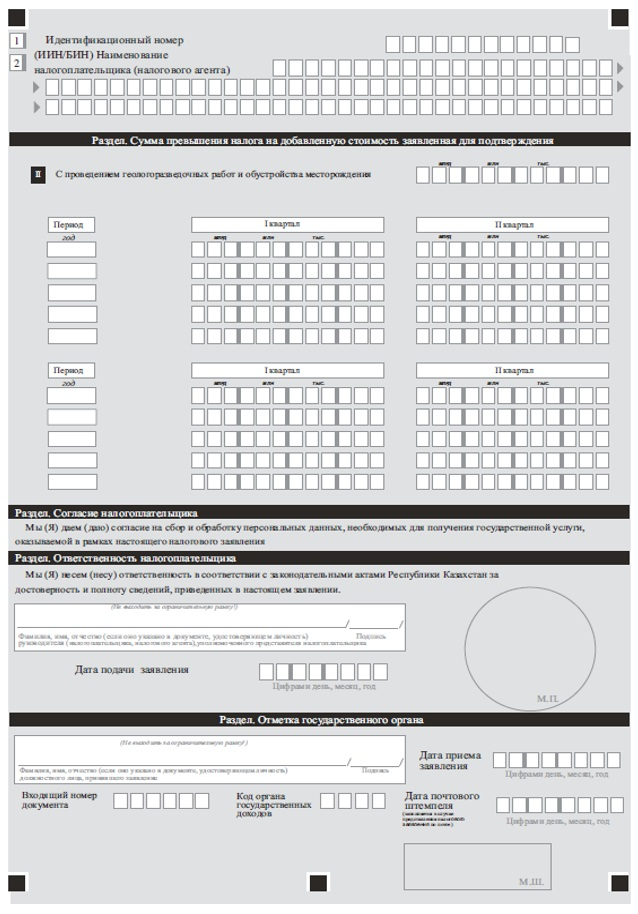 1 Идентификационный номер
(ИИН/БИН) Наименование
2
налогоплательщика (налогового агента)
Раздел. Сумма превышения налога на добавленную стоимость заявленная для подтверждения
млрд млн тыс.
II С проведением геологоразведочных работ и обустройства месторождения
Период I квартал II квартал
год млрд млн тыс. млрд млн тыс.
Период I квартал II квартал
год млрд млн тыс. млрд млн тыс.
Раздел. Согласие налогоплательщика
Мы (Я) даем (даю) согласие на сбор и обработку персональных данных, необходимых для получения государственной услуги,
оказываемой в рамках настоящего налогового заявления
Раздел. Ответственность налогоплательщика
Мы (Я) несем (несу) ответственность в соответствии с законодательными актами Республики Казахстан за
достоверность и полноту сведений, приведенных в настоящем заявлении.
(Не выходить за ограничительную рамку!)
Фамилия, имя, отчество (если оно указано в документе, удостоверяющем личность) Подпись
руководителя (налогоплательщика, налогового агента), уполномоченного представителя налогоплательщика
Дата подачи заявления
Цифрами день, месяц, год
М.П.
Раздел. Отметка государственного органа
(Не выходить за ограничительную рамку!)
Фамилия, имя, отчество (если оно указано в документе, удостоверяющем личность) Подпись
должностного лица, принявшего заявление
Дата приема
заявления
Цифрами день, месяц, год
Входящий номер
документа
Код органа
государственных
доходов
Дата почтового
штемпеля
Цифрами день, месяц, год
М.Ш.